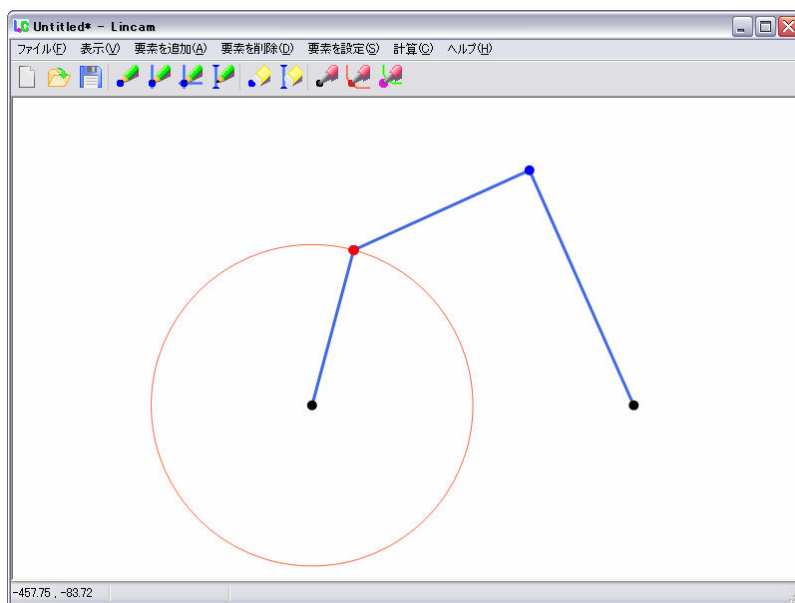 LC Untitled* - Lincam
ファイル(F) 表示(V) 要素を追加(A) 要素を削除(D) 要素を設定(S) 計算(C) ヘルプ(H)
-457.75 , -83.72